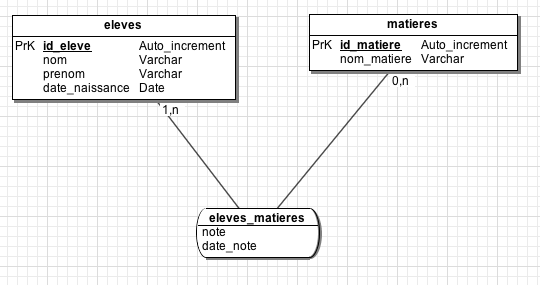 eleves
PrK id_eleve Auto_increment
nom Varchar
prenom Varchar
date_naissance Date
matieres
PrK id_matiere Auto_increment
nom_matiere Varchar
1,n
0,n
eleves_matieres
note
date_note